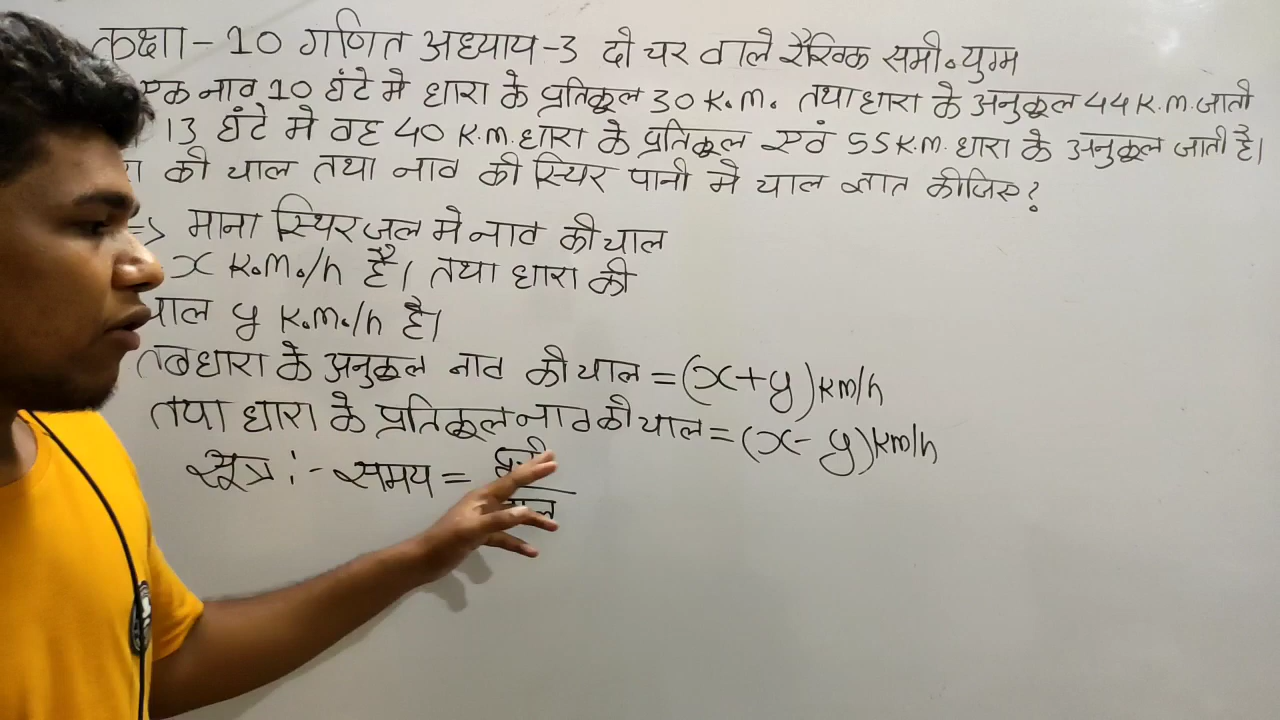 कक्षा - 10 गणित अध्याय - 3 दो चर वाले रैखिक समी० युग्म
एक नाव 10 घंटे मे धारा के प्रतिकूल 30 K.m. तथा धारा के अनुकूल 44 K.m. जाती
13 घंटे मे वह 40 K.m. धारा के प्रतिकूल एवं 55 K.m. धारा के अनुकूल जाती है।
की चाल तथा नाव की स्थिर पानी मे चाल ज्ञात कीजिए?
=> माना स्थिर जल मे नाव की चाल
x K.m./h है। तथा धारा की
चाल y K.m./h है।
तब धारा के अनुकूल नाव की चाल = (x+y) km/h
तथा धारा के प्रतिकूल नाव की चाल = (x-y) km/h
सूत्र :- समय =